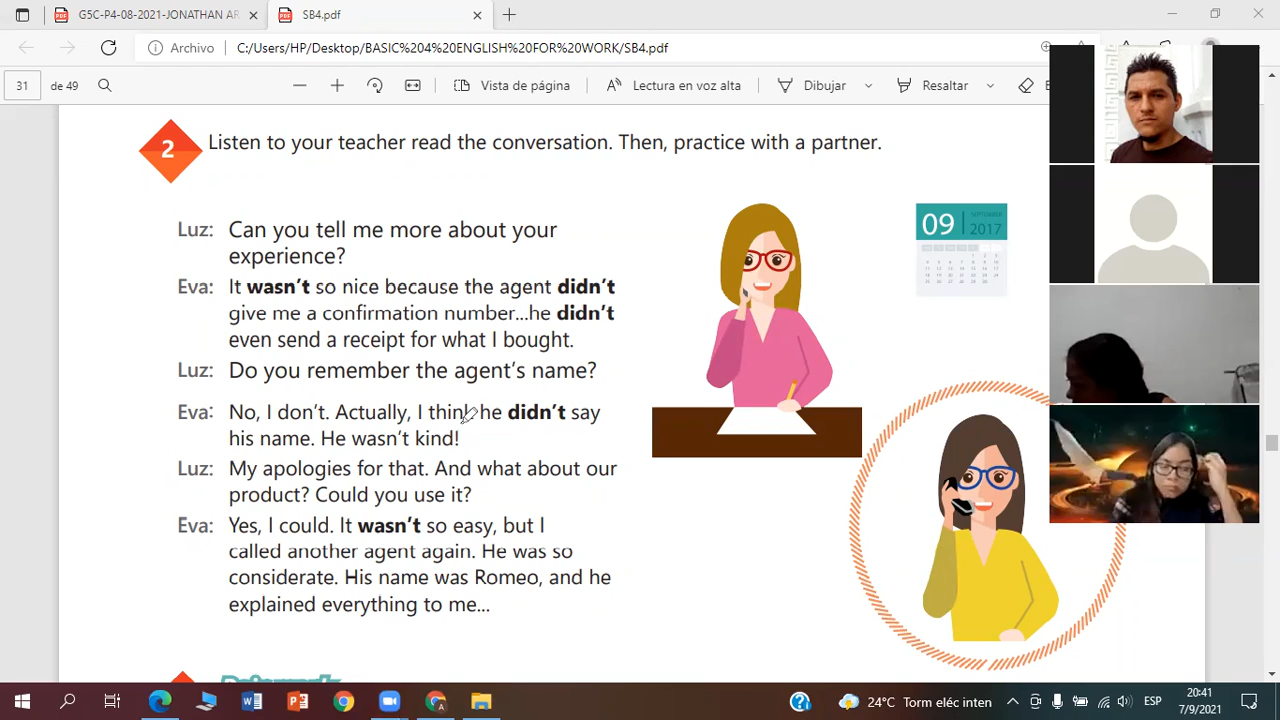 G5C-P4-08-2021-JONATHAN AR
SB4.pdf
Archivo
C:/Users/HP/Desktop/BASIC%204%20ENGLISH%20FOR%20WORK/SB4.pdf
31 de 49
Vista de página
Lectura en voz alta
Dibujar
Resaltar
2
Listen to your teacher read the conversation. Then, practice with a partner.
Luz: Can you tell me more about your
experience?
Eva: It wasn't so nice because the agent didn't
give me a confirmation number...he didn't
even send a receipt for what I bought.
Luz: Do you remember the agent's name?
Eva: No, I don't. Actually, I think he didn't say
his name. He wasn't kind!
Luz: My apologies for that. And what about our
product? Could you use it?
Eva: Yes, I could. It wasn't so easy, but I
called another agent again. He was so
considerate. His name was Romeo, and he
explained everything to me...
09
SEPTEMBER
2017
24°C Torm eléc inten
ESP
20:41
7/9/2021